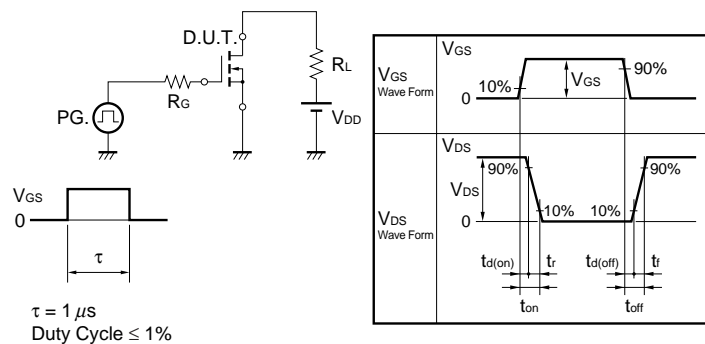 D.U.T.
RG
PG.
RL
VDD
VGS
0
τ
τ = 1 μs
Duty Cycle ≤ 1%
VGS
Wave Form
VGS
10%
VGS
90%
0
VDS
Wave Form
VDS
90%
VDS
10%
0
10%
90%
td(on)
tr
td(off)
tf
ton
toff